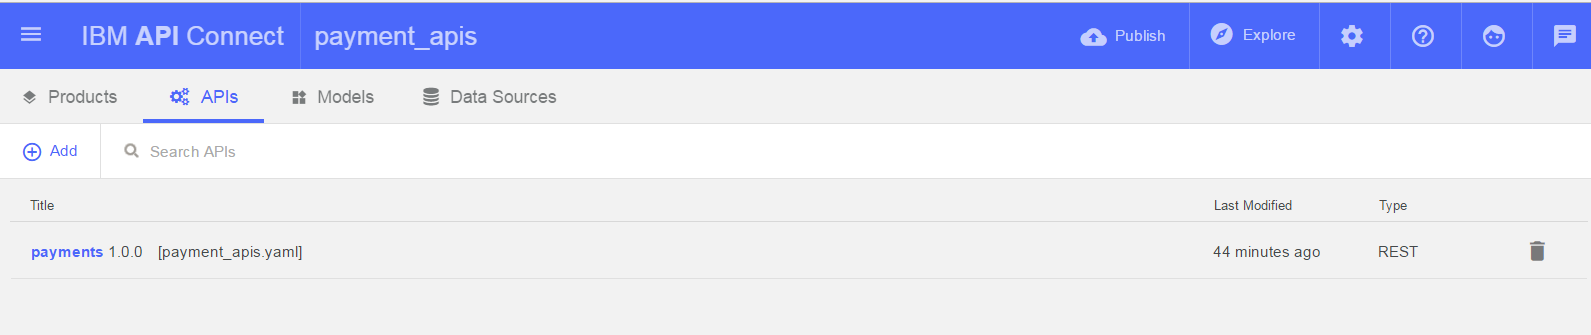 IBM API Connect payment_apis Publish Explore
Products APIs Models Data Sources
Add Search APIs
Title Last Modified Type
payments 1.0.0 [payment_apis.yaml] 44 minutes ago REST